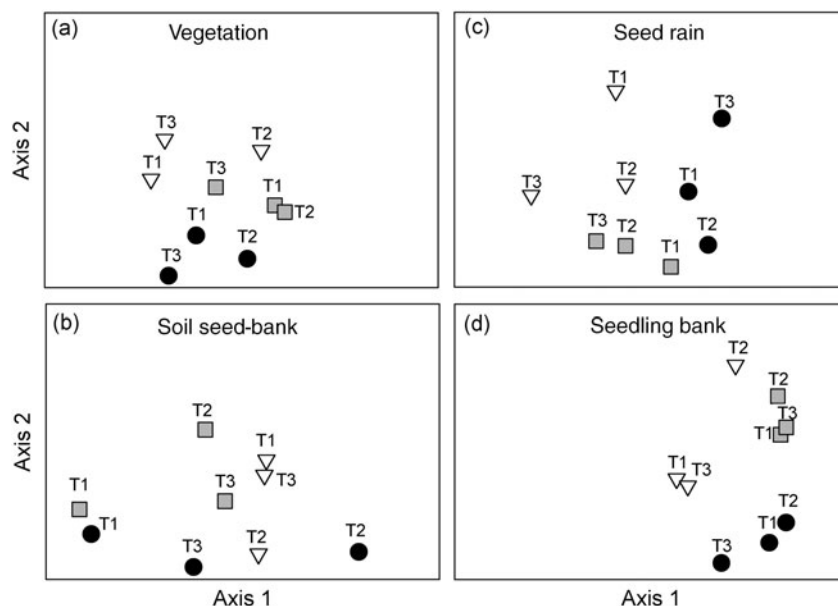 (a) Vegetation
T3
T2
T1
T3
T1
T2
T1
T2
T3
Axis 2
(c) Seed rain
T1
T3
T2
T1
T3
T3
T2
T2
T1
(b) Soil seed-bank
T2
T1
T3
T3
T1
T1
T2
T2
T3
Axis 2
Axis 1
(d) Seedling bank
T2
T2
T3
T1
T1
T3
T2
T1
T3
Axis 1